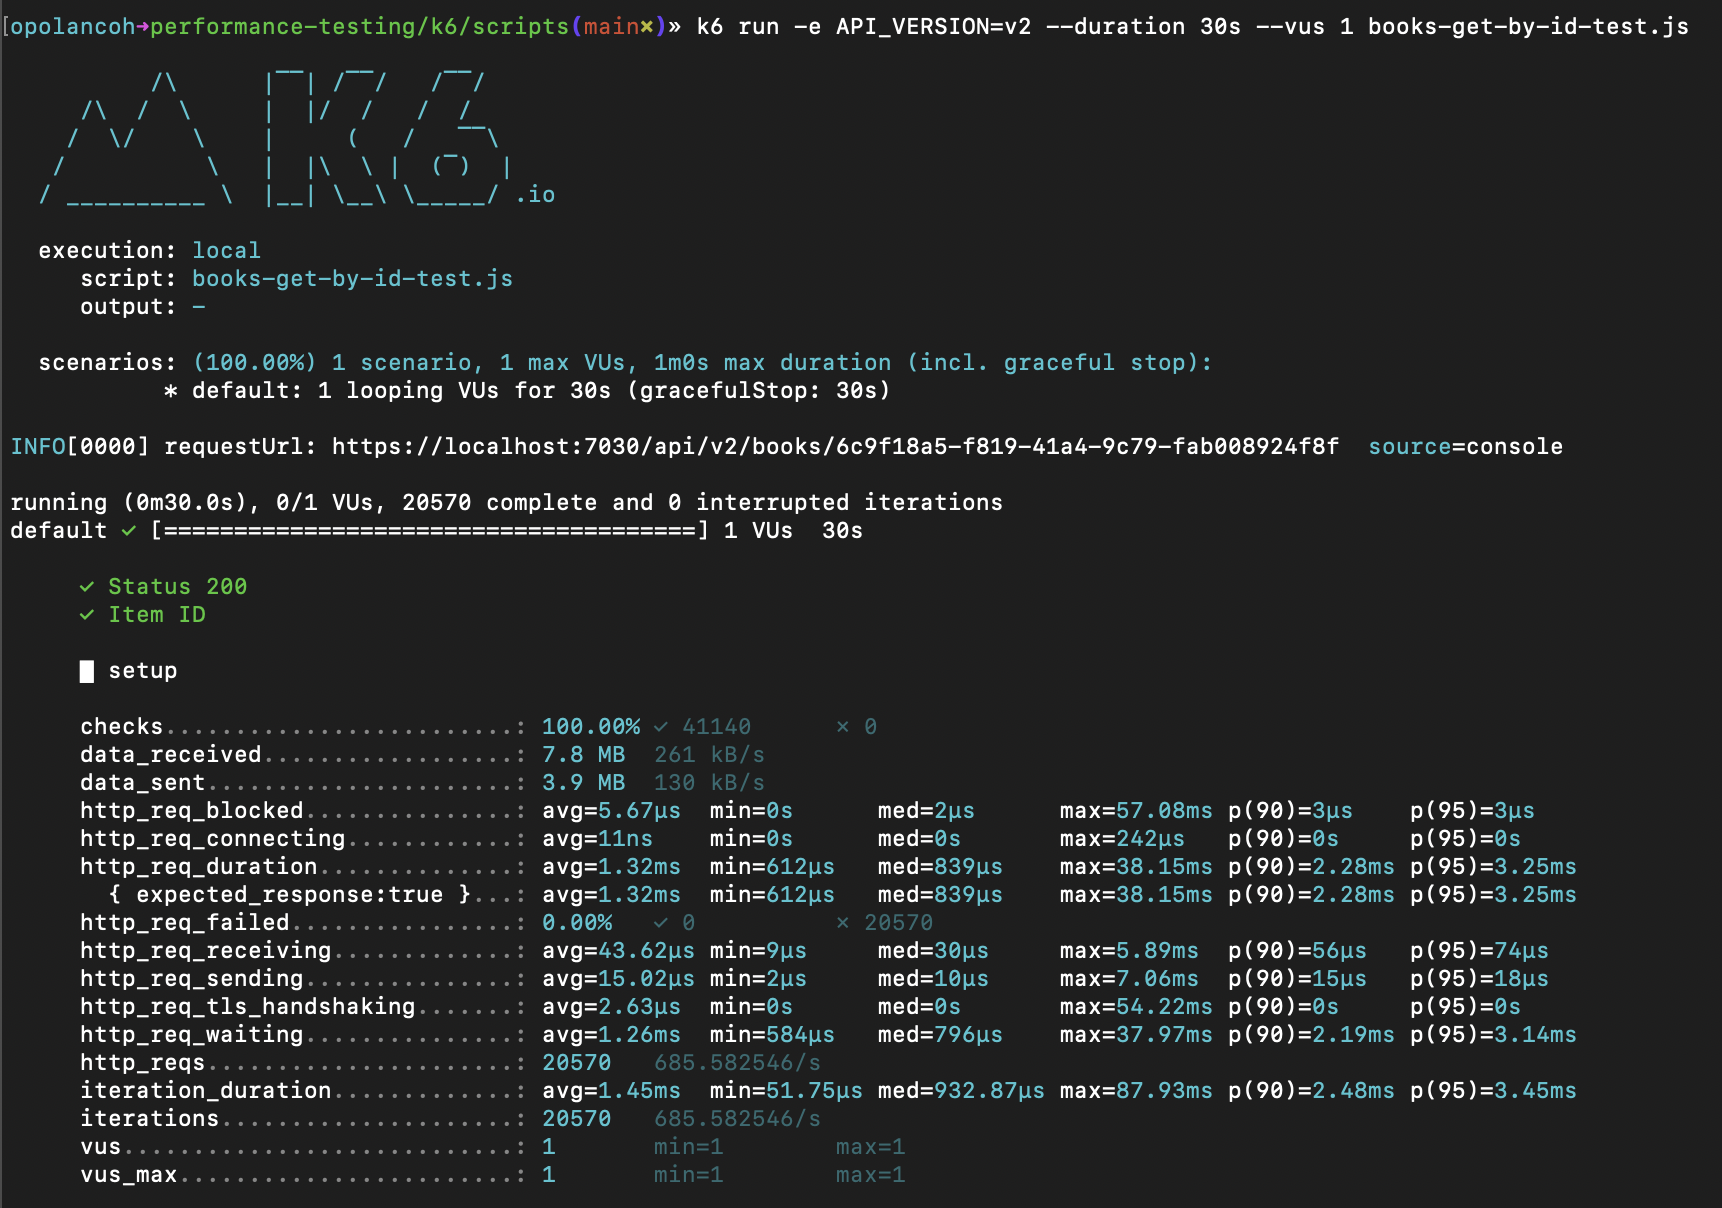 [opolancoh→performance-testing/k6/scripts(main×)» k6 run -e API_VERSION=v2 --duration 30s --vus 1 books-get-by-id-test.js
          /\      |‾‾| /‾‾/   /‾‾/
     /\  /  \     |  |/  /   /  /
    /  \/    \    |     (   /   ‾‾\
   /          \   |  |\  \ |  (‾)  |
  / __________ \  |__| \__\ \_____/ .io
execution: local
script: books-get-by-id-test.js
output: -
scenarios: (100.00%) 1 scenario, 1 max VUs, 1m0s max duration (incl. graceful stop):
* default: 1 looping VUs for 30s (gracefulStop: 30s)
INFO[0000] requestUrl: https://localhost:7030/api/v2/books/6c9f18a5-f819-41a4-9c79-fab008924f8f  source=console
running (0m30.0s), 0/1 VUs, 20570 complete and 0 interrupted iterations
default ✓ [======================================] 1 VUs  30s
✓ Status 200
✓ Item ID
█ setup
checks.........................: 100.00% ✓ 41140      × 0
data_received..................: 7.8 MB  261 kB/s
data_sent......................: 3.9 MB  130 kB/s
http_req_blocked...............: avg=5.67µs  min=0s      med=2µs      max=57.08ms p(90)=3µs    p(95)=3µs
http_req_connecting............: avg=11ns    min=0s      med=0s       max=242µs   p(90)=0s     p(95)=0s
http_req_duration..............: avg=1.32ms  min=612µs   med=839µs    max=38.15ms p(90)=2.28ms p(95)=3.25ms
{ expected_response:true }...: avg=1.32ms  min=612µs   med=839µs    max=38.15ms p(90)=2.28ms p(95)=3.25ms
http_req_failed................: 0.00%   ✓ 0          × 20570
http_req_receiving.............: avg=43.62µs min=9µs     med=30µs     max=5.89ms  p(90)=56µs   p(95)=74µs
http_req_sending...............: avg=15.02µs min=2µs     med=10µs     max=7.06ms  p(90)=15µs   p(95)=18µs
http_req_tls_handshaking.......: avg=2.63µs  min=0s      med=0s       max=54.22ms p(90)=0s     p(95)=0s
http_req_waiting...............: avg=1.26ms  min=584µs   med=796µs    max=37.97ms p(90)=2.19ms p(95)=3.14ms
http_reqs......................: 20570   685.582546/s
iteration_duration.............: avg=1.45ms  min=51.75µs med=932.87µs max=87.93ms p(90)=2.48ms p(95)=3.45ms
iterations.....................: 20570   685.582546/s
vus............................: 1       min=1        max=1
vus_max........................: 1       min=1        max=1